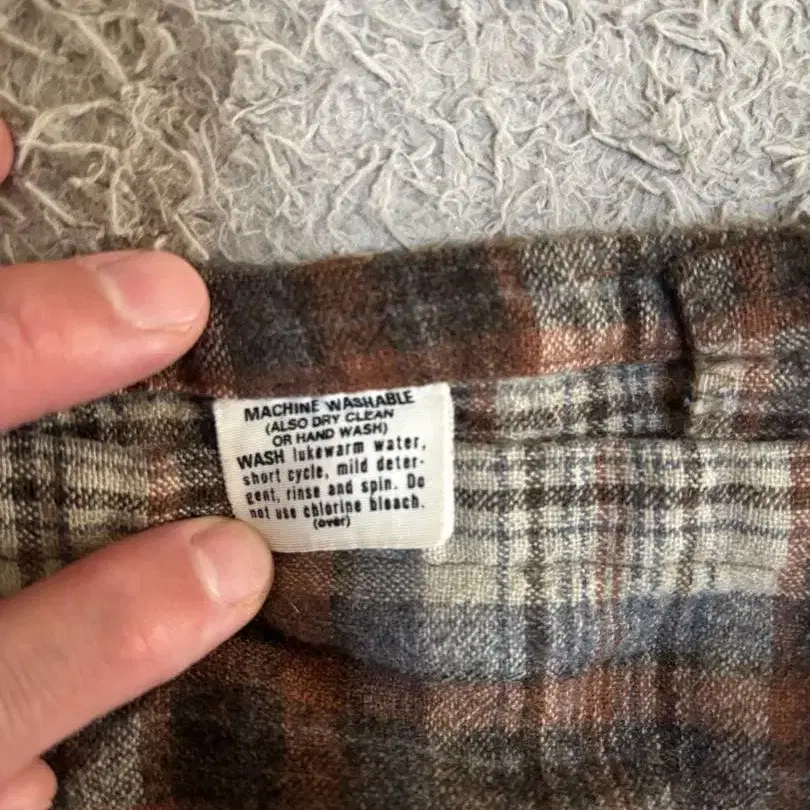 MACHINE WASHABLE
(ALSO DRY CLEAN
OR HAND WASH)
WASH lukewarm water,
short cycle, mild deter-
gent, rinse and spin. Do
not use chlorine bleach.
(over)